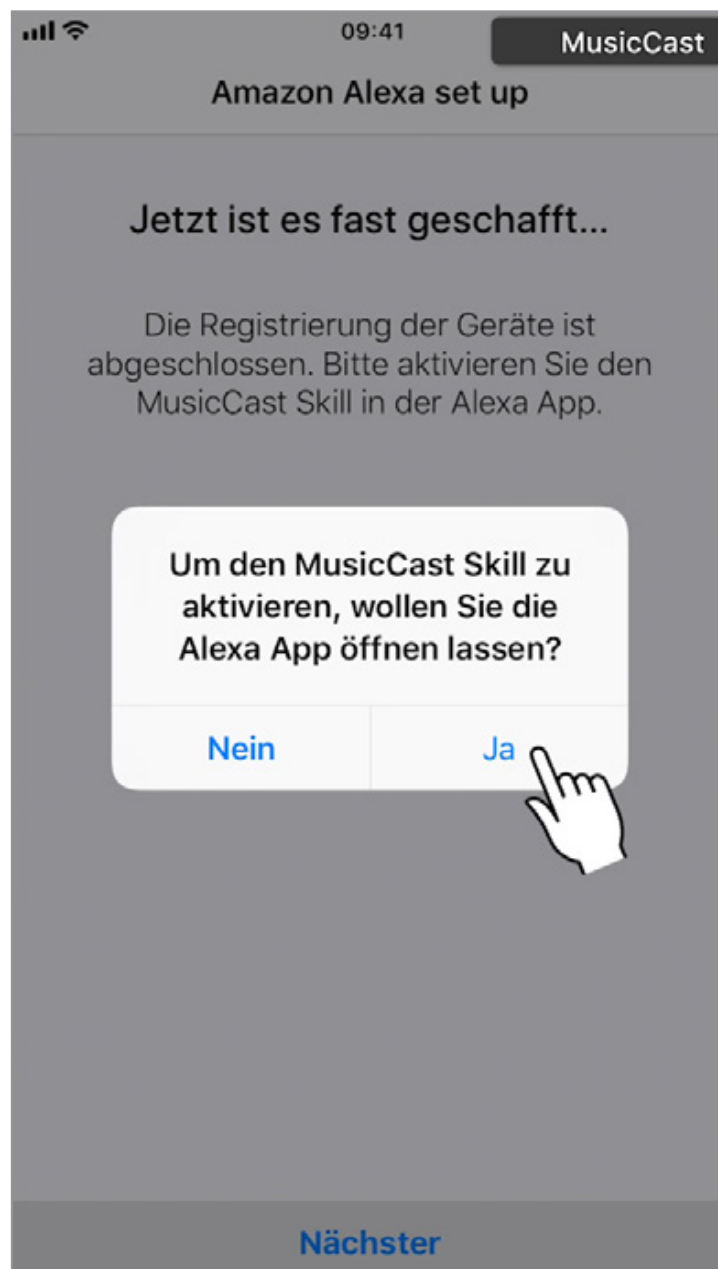 09:41
MusicCast
Amazon Alexa set up
Jetzt ist es fast geschafft...
Die Registrierung der Geräte ist
abgeschlossen. Bitte aktivieren Sie den
MusicCast Skill in der Alexa App.
Um den MusicCast Skill zu
aktivieren, wollen Sie die
Alexa App öffnen lassen?
Nein Ja
Nächster